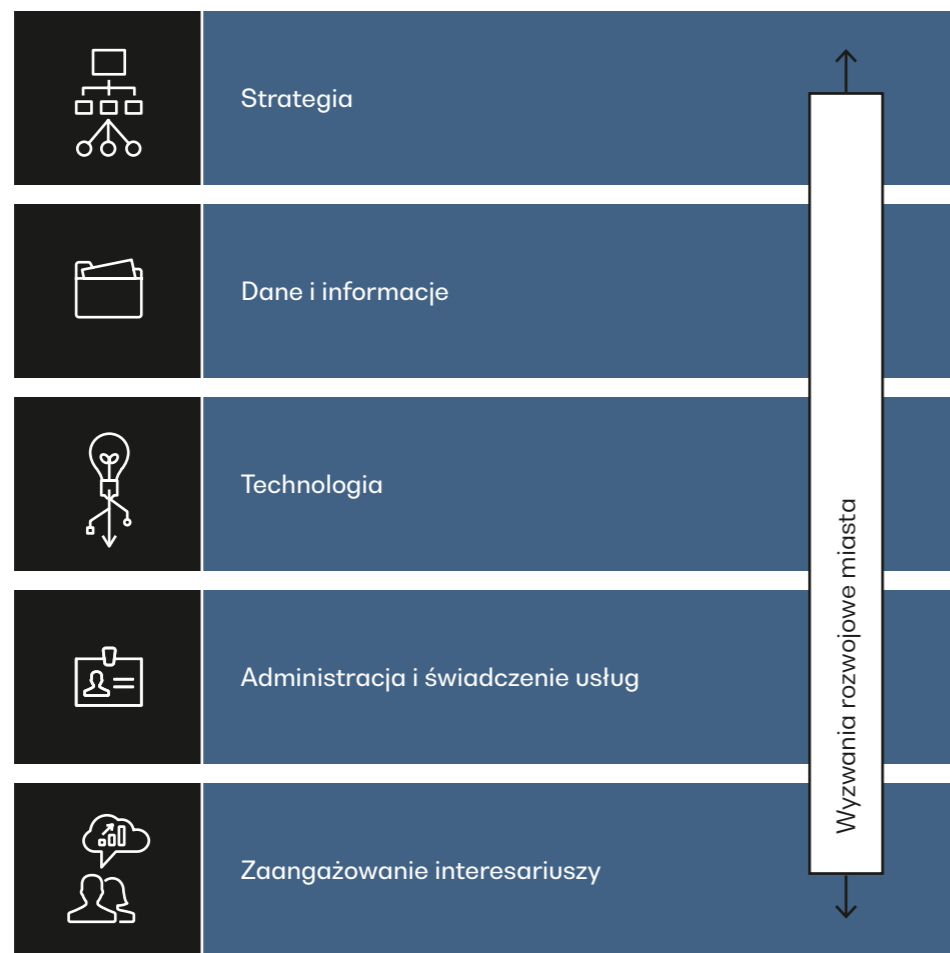 Strategia
Dane i informacje
Technologia
Administracja i świadczenie usług
Zaangażowanie interesariuszy
Wyzwania rozwojowe miasta